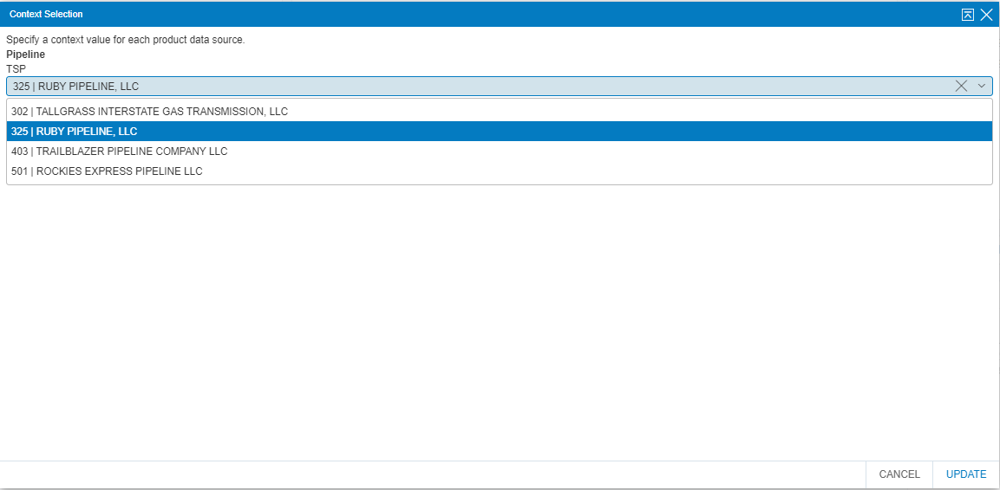 Context Selection
Specify a context value for each product data source.
Pipeline
TSP
325 | RUBY PIPELINE, LLC
302 | TALLGRASS INTERSTATE GAS TRANSMISSION, LLC
325 | RUBY PIPELINE, LLC
403 | TRAILBLAZER PIPELINE COMPANY LLC
501 | ROCKIES EXPRESS PIPELINE LLC
CANCEL UPDATE